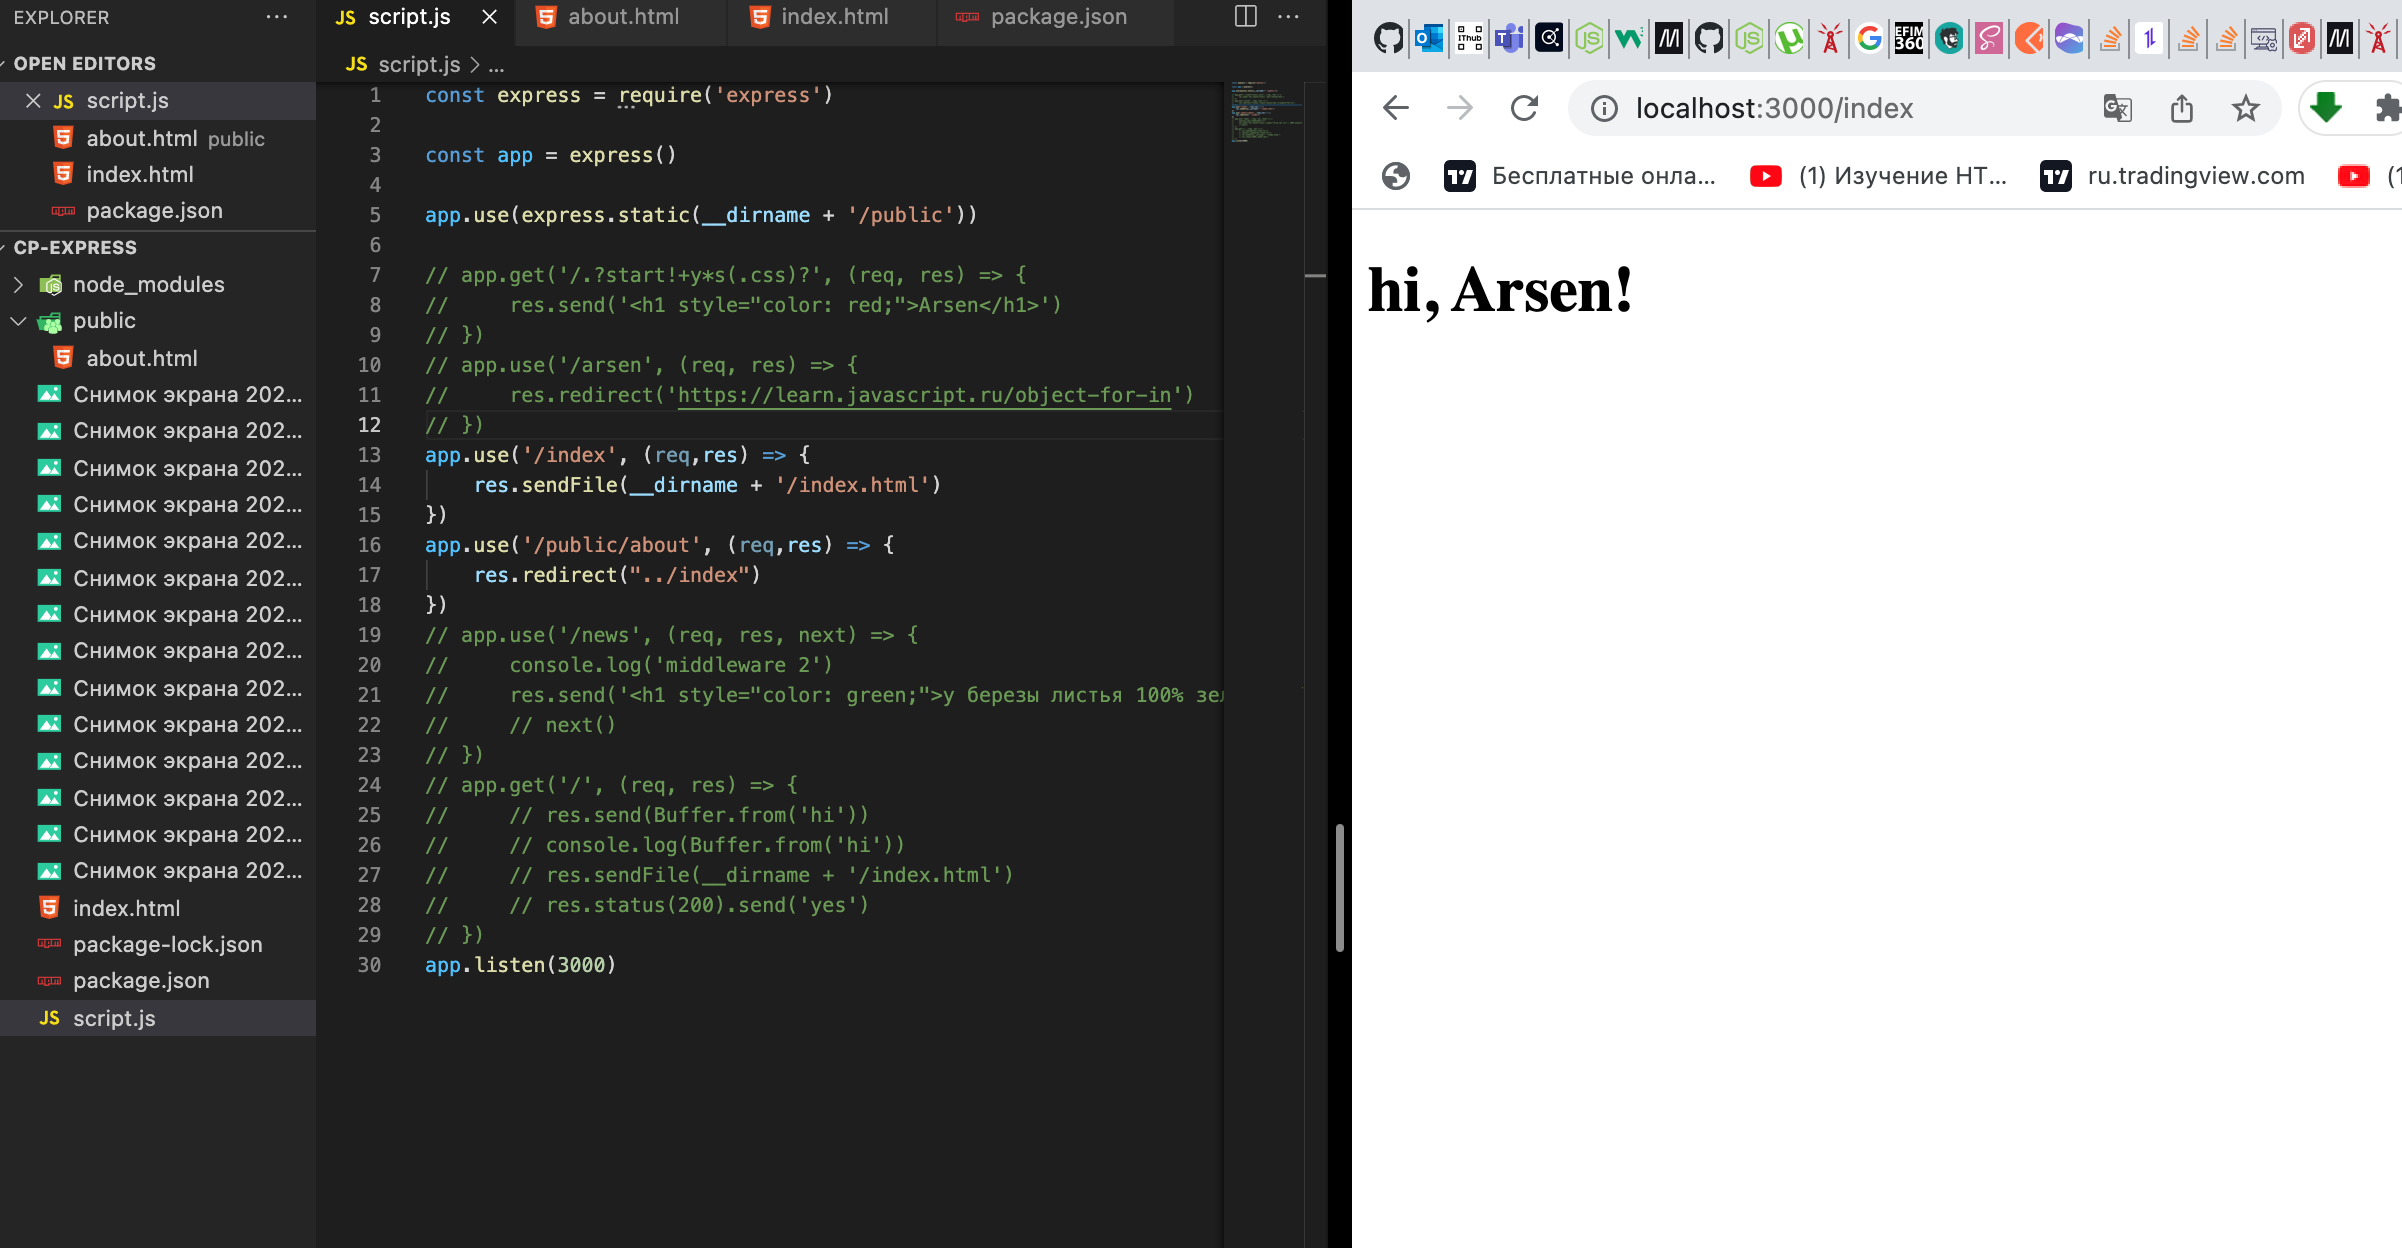 EXPLORER
OPEN EDITORS
JS script.js
about.html public
index.html
package.json
CP-EXPRESS
node_modules
public
about.html
Снимок экрана 202...
Снимок экрана 202...
Снимок экрана 202...
Снимок экрана 202...
Снимок экрана 202...
Снимок экрана 202...
Снимок экрана 202...
Снимок экрана 202...
Снимок экрана 202...
Снимок экрана 202...
Снимок экрана 202...
Снимок экрана 202...
Снимок экрана 202...
Снимок экрана 202...
index.html
package-lock.json
package.json
JS script.js
JS script.js about.html index.html package.json
JS script.js > ...
1 const express = require('express')
2
3 const app = express()
4
5 app.use(express.static(__dirname + '/public'))
6
7 // app.get('/.?start!+y*s(.css)?', (req, res) => {
8 //     res.send('<h1 style="color: red;">Arsen</h1>')
9 // })
10 // app.use('/arsen', (req, res) => {
11 //     res.redirect('https://learn.javascript.ru/object-for-in')
12 // })
13 app.use('/index', (req,res) => {
14     res.sendFile(__dirname + '/index.html')
15 })
16 app.use('/public/about', (req,res) => {
17     res.redirect("../index")
18 })
19 // app.use('/news', (req, res, next) => {
20 //     console.log('middleware 2')
21 //     res.send('<h1 style="color: green;">у березы листья 100% зел
22 //     // next()
23 // })
24 // app.get('/', (req, res) => {
25 //     // res.send(Buffer.from('hi'))
26 //     // console.log(Buffer.from('hi'))
27 //     // res.sendFile(__dirname + '/index.html')
28 //     // res.status(200).send('yes')
29 // })
30 app.listen(3000)
localhost:3000/index
Бесплатные онла... (1) Изучение HT... ru.tradingview.com (1
hi, Arsen!